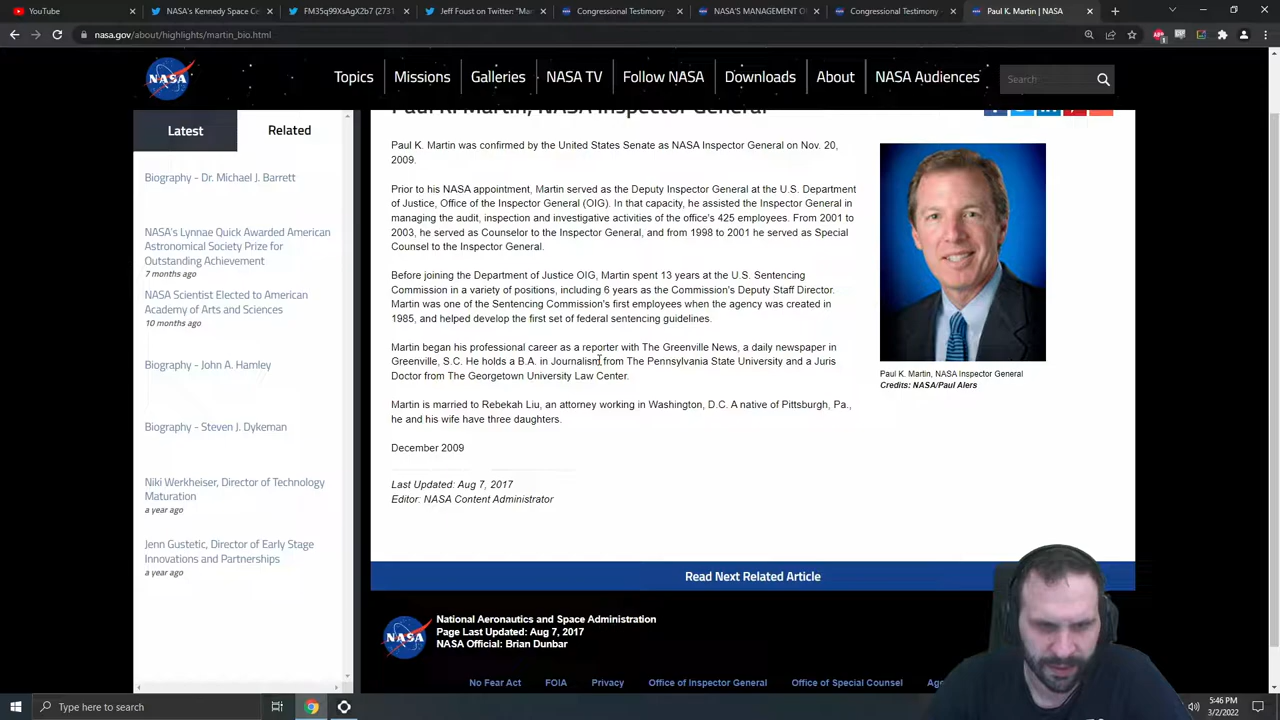 YouTube
NASA's Kennedy Space Ce
FM35q99XsAgX2b7 (2731
Jeff Foust on Twitter: "Mar
Congressional Testimony
NASA'S MANAGEMENT O
Congressional Testimony
Paul K. Martin | NASA
nasa.gov/about/highlights/martin_bio.html
NASA
Topics
Missions
Galleries
NASA TV
Follow NASA
Downloads
About
NASA Audiences
Search
Latest
Related
Biography - Dr. Michael J. Barrett
NASA's Lynnae Quick Awarded American
Astronomical Society Prize for
Outstanding Achievement
7 months ago
NASA Scientist Elected to American
Academy of Arts and Sciences
10 months ago
Biography - John A. Hamley
Biography - Steven J. Dykeman
Niki Werkheiser, Director of Technology
Maturation
a year ago
Jenn Gustetic, Director of Early Stage
Innovations and Partnerships
a year ago
Paul K. Martin, NASA Inspector General
Paul K. Martin was confirmed by the United States Senate as NASA Inspector General on Nov. 20,
2009.
Prior to his NASA appointment, Martin served as the Deputy Inspector General at the U.S. Department
of Justice, Office of the Inspector General (OIG). In that capacity, he assisted the Inspector General in
managing the audit, inspection and investigative activities of the office's 425 employees. From 2001 to
2003, he served as Counselor to the Inspector General, and from 1998 to 2001 he served as Special
Counsel to the Inspector General.
Before joining the Department of Justice OIG, Martin spent 13 years at the U.S. Sentencing
Commission in a variety of positions, including 6 years as the Commission's Deputy Staff Director.
Martin was one of the Sentencing Commission's first employees when the agency was created in
1985, and helped develop the first set of federal sentencing guidelines.
Martin began his professional career as a reporter with The Greenville News, a daily newspaper in
Greenville, S.C. He holds a B.A. in Journalism from The Pennsylvania State University and a Juris
Doctor from The Georgetown University Law Center.
Martin is married to Rebekah Liu, an attorney working in Washington, D.C. A native of Pittsburgh, Pa.,
he and his wife have three daughters.
December 2009
Last Updated: Aug 7, 2017
Editor: NASA Content Administrator
Paul K. Martin, NASA Inspector General
Credits: NASA/Paul Alers
Read Next Related Article
NASA
National Aeronautics and Space Administration
Page Last Updated: Aug 7, 2017
NASA Official: Brian Dunbar
No Fear Act
FOIA
Privacy
Office of Inspector General
Office of Special Counsel
Age
Type here to search
5:46 PM
3/2/2022